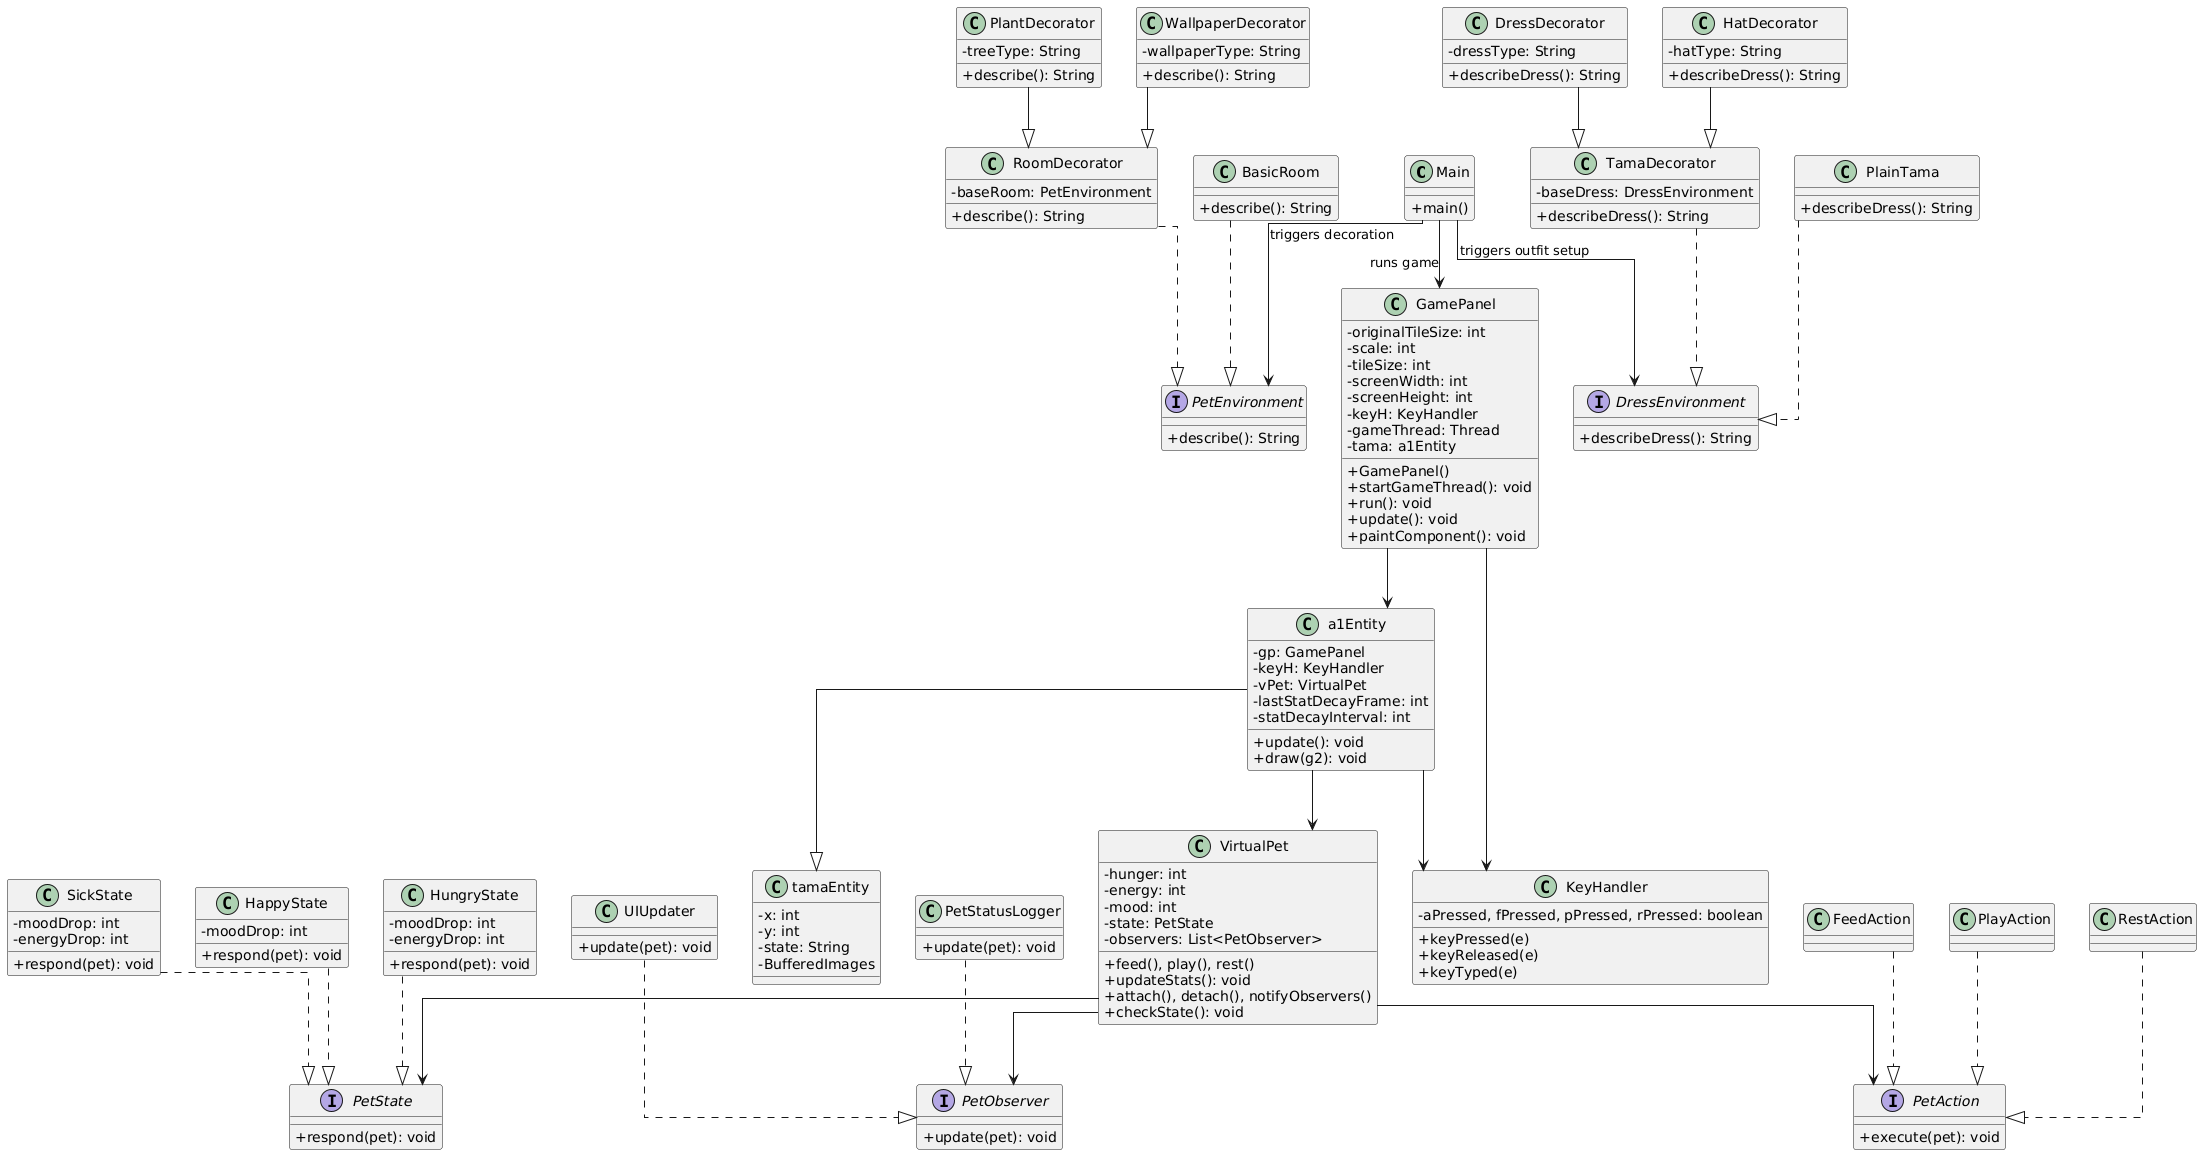 C PlantDecorator
-treeType: String
+describe(): String
C WallpaperDecorator
-wallpaperType: String
+describe(): String
C DressDecorator
-dressType: String
+describeDress(): String
C HatDecorator
-hatType: String
+describeDress(): String
C RoomDecorator
-baseRoom: PetEnvironment
+describe(): String
C BasicRoom
+describe(): String
C Main
+main()
C TamaDecorator
-baseDress: DressEnvironment
+describeDress(): String
C PlainTama
+describeDress(): String
triggers decoration
runs game
triggers outfit setup
C GamePanel
-originalTileSize: int
-scale: int
-tileSize: int
-screenWidth: int
-screenHeight: int
-keyH: KeyHandler
-gameThread: Thread
-tama: a1Entity
+GamePanel()
+startGameThread(): void
+run(): void
+update(): void
+paintComponent(): void
I PetEnvironment
+describe(): String
I DressEnvironment
+describeDress(): String
C a1Entity
-gp: GamePanel
-keyH: KeyHandler
-vPet: VirtualPet
-lastStatDecayFrame: int
-statDecayInterval: int
+update(): void
+draw(g2): void
C SickState
-moodDrop: int
-energyDrop: int
+respond(pet): void
C HappyState
-moodDrop: int
+respond(pet): void
C HungryState
-moodDrop: int
-energyDrop: int
+respond(pet): void
C UIUpdater
+update(pet): void
C tamaEntity
-x: int
-y: int
-state: String
-BufferedImages
C PetStatusLogger
+update(pet): void
C VirtualPet
-hunger: int
-energy: int
-mood: int
-state: PetState
-observers: List<PetObserver>
+feed(), play(), rest()
+updateStats(): void
+attach(), detach(), notifyObservers()
+checkState(): void
C KeyHandler
-aPressed, fPressed, pPressed, rPressed: boolean
+keyPressed(e)
+keyReleased(e)
+keyTyped(e)
C FeedAction
C PlayAction
C RestAction
I PetState
+respond(pet): void
I PetObserver
+update(pet): void
I PetAction
+execute(pet): void